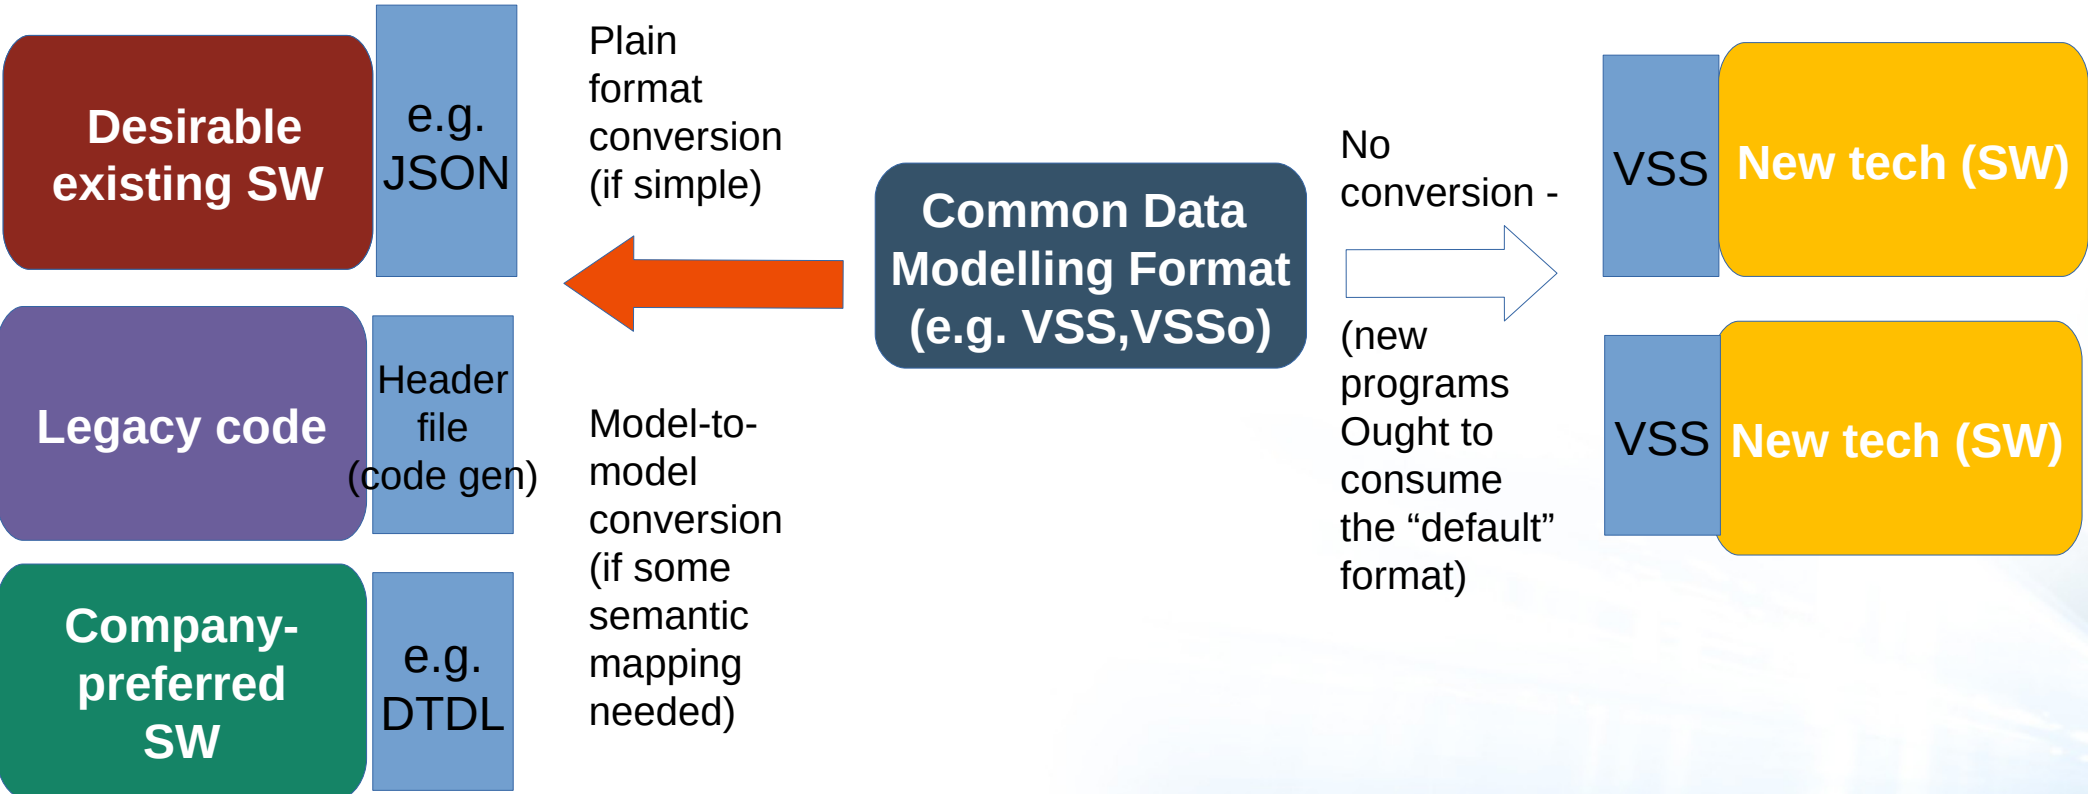 Desirable
existing SW
e.g.
JSON
Legacy code
Header
file
(code gen)
Company-
preferred
SW
e.g.
DTDL
Plain
format
conversion
(if simple)
Model-to-
model
conversion
(if some
semantic
mapping
needed)
Common Data
Modelling Format
(e.g. VSS,VSSo)
No
conversion -
(new
programs
Ought to
consume
the “default”
format)
VSS
New tech (SW)
VSS
New tech (SW)